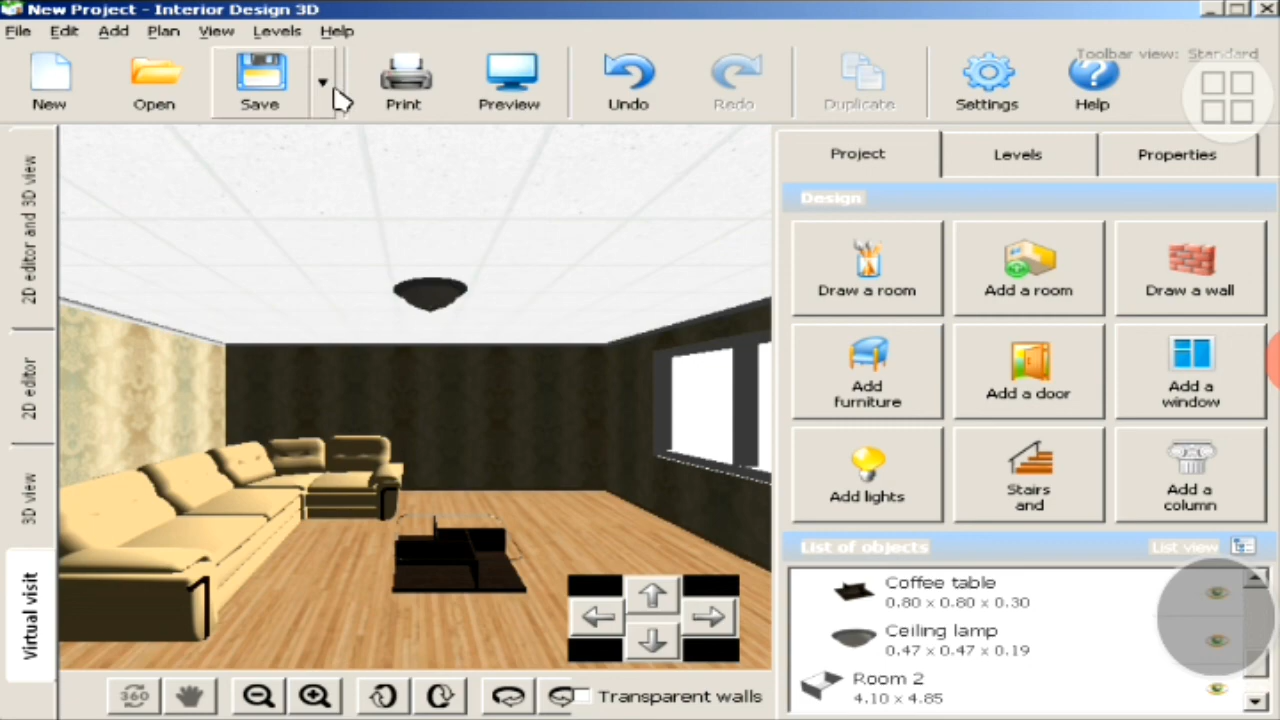 New Project - Interior Design 3D
File Edit Add Plan View Levels Help
Toolbar view: Standard
New Open Save Print Preview Undo Redo Duplicate Settings Help
2D editor and 3D view
2D editor
3D view
Virtual visit
Project Levels Properties
Design
Draw a room Add a room Draw a wall
Add
furniture
Add a door
Add a
window
Add lights
Stairs
and
Add a
column
List of objects List view
Coffee table
0.80 x 0.80 x 0.30
Ceiling lamp
0.47 x 0.47 x 0.19
Room 2
4.10 x 4.85
360
Transparent walls